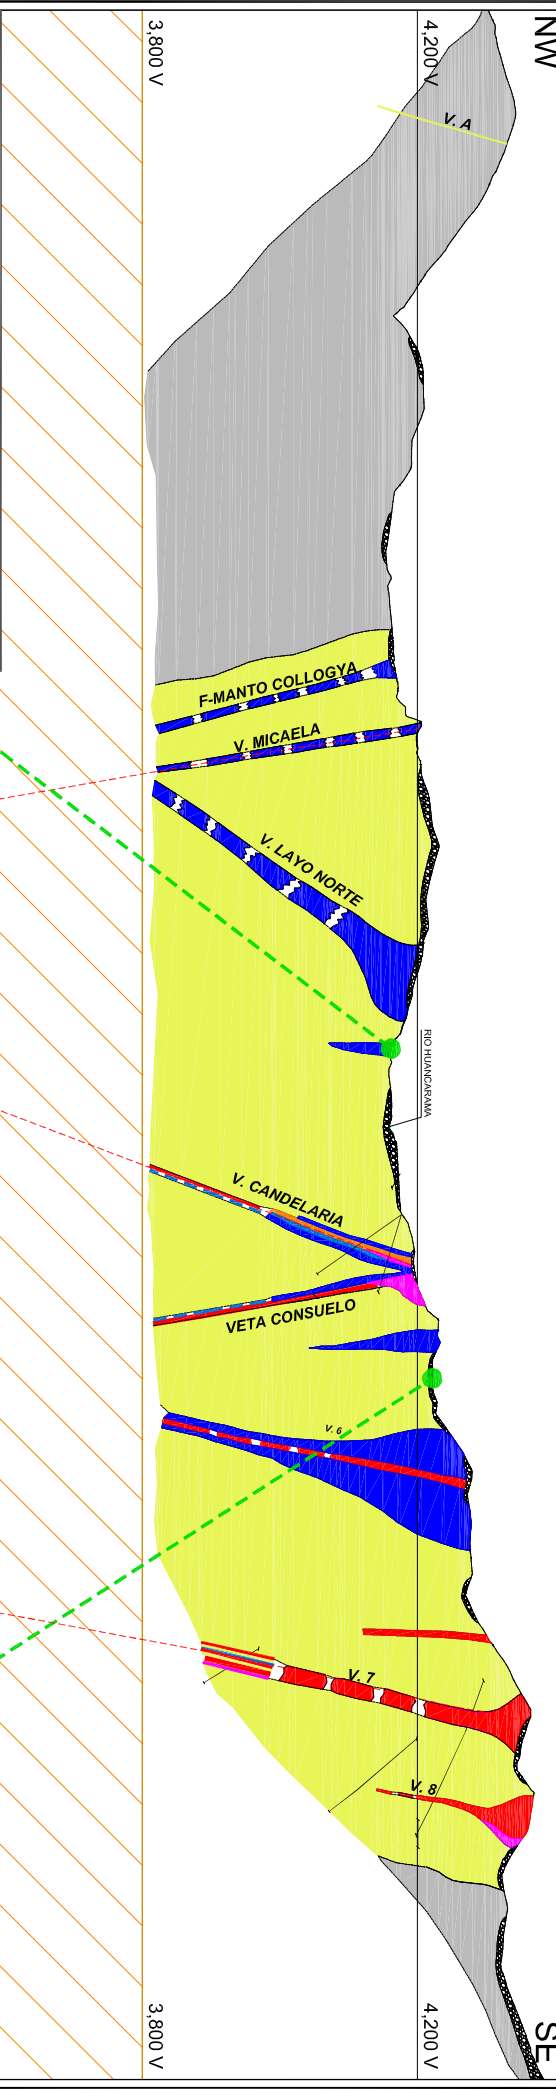 NW
SE
4,200 V
4,200 V
3,800 V
3,800 V
V. A
F-MANTO COLLOGYA
V. MICAELA
V. LAYO NORTE
RIO HUANCARAMA
V. CANDELARIA
VETA CONSUELO
V. 6
V. 7
V. 8